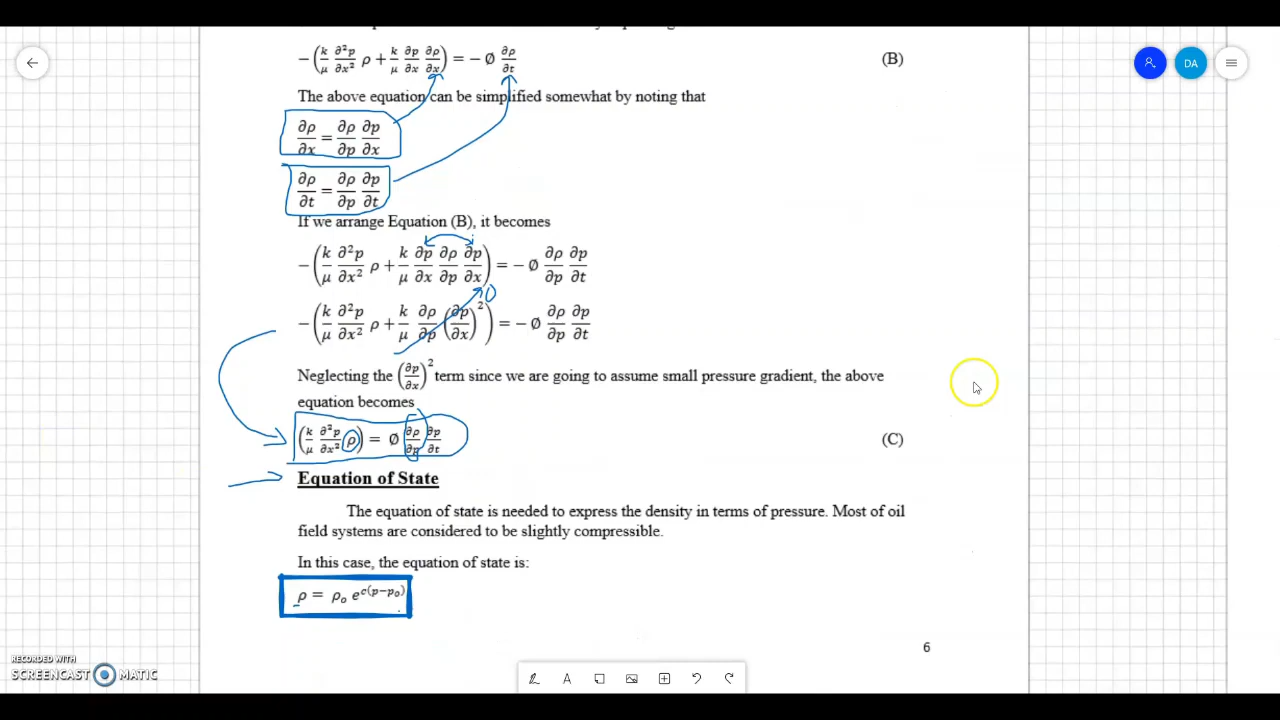 −(k/μ ∂²p/∂x² ρ + k/μ ∂p/∂x ∂ρ/∂x) = − Ø ∂ρ/∂t (B)
DA
The above equation can be simplified somewhat by noting that
∂ρ/∂x = ∂ρ/∂p ∂p/∂x
∂ρ/∂t = ∂ρ/∂p ∂p/∂t
If we arrange Equation (B), it becomes
−(k/μ ∂²p/∂x² ρ + k/μ ∂p/∂x ∂ρ/∂p ∂p/∂x) = − Ø ∂ρ/∂p ∂p/∂t
0
−(k/μ ∂²p/∂x² ρ + k/μ ∂ρ/∂p (∂p/∂x)²) = − Ø ∂ρ/∂p ∂p/∂t
Neglecting the (∂p/∂x)² term since we are going to assume small pressure gradient, the above
equation becomes
(k/μ ∂²p/∂x² ρ) = Ø ∂ρ/∂p ∂p/∂t (C)
Equation of State
The equation of state is needed to express the density in terms of pressure. Most of oil
field systems are considered to be slightly compressible.
In this case, the equation of state is:
ρ = ρₒ e^c(p−pₒ)
6
RECORDED WITH
SCREENCAST MATIC
A